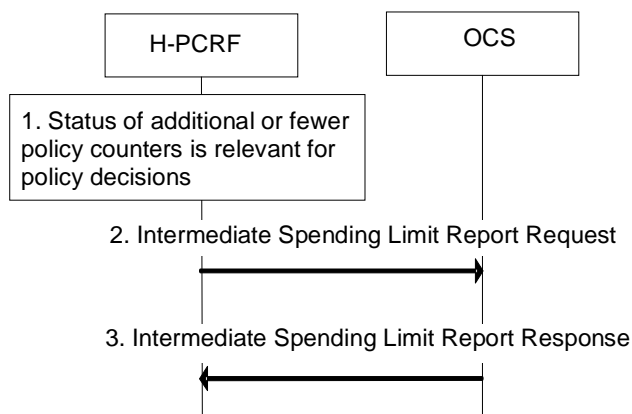 H-PCRF
OCS
1. Status of additional or fewer
policy counters is relevant for
policy decisions
2. Intermediate Spending Limit Report Request
3. Intermediate Spending Limit Report Response